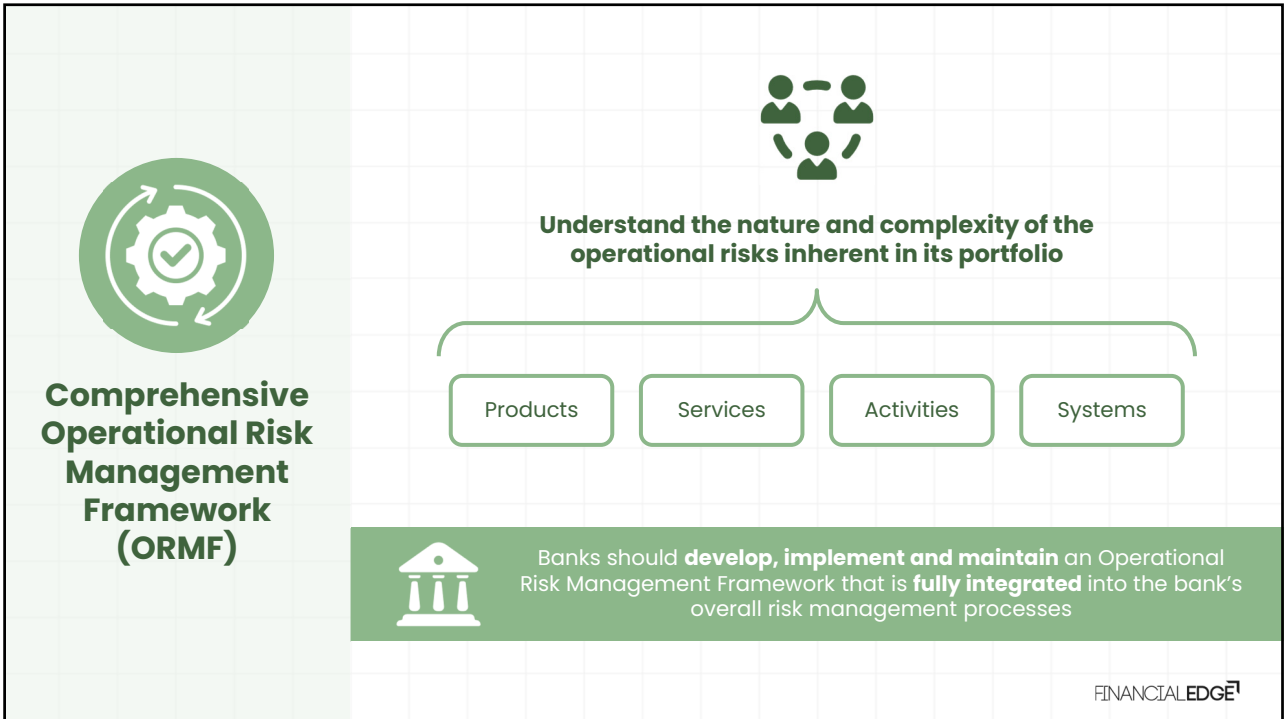 Comprehensive
Operational Risk
Management
Framework
(ORMF)
Understand the nature and complexity of the
operational risks inherent in its portfolio
Products
Services
Activities
Systems
Banks should develop, implement and maintain an Operational
Risk Management Framework that is fully integrated into the bank's
overall risk management processes
FINANCIALEDGE